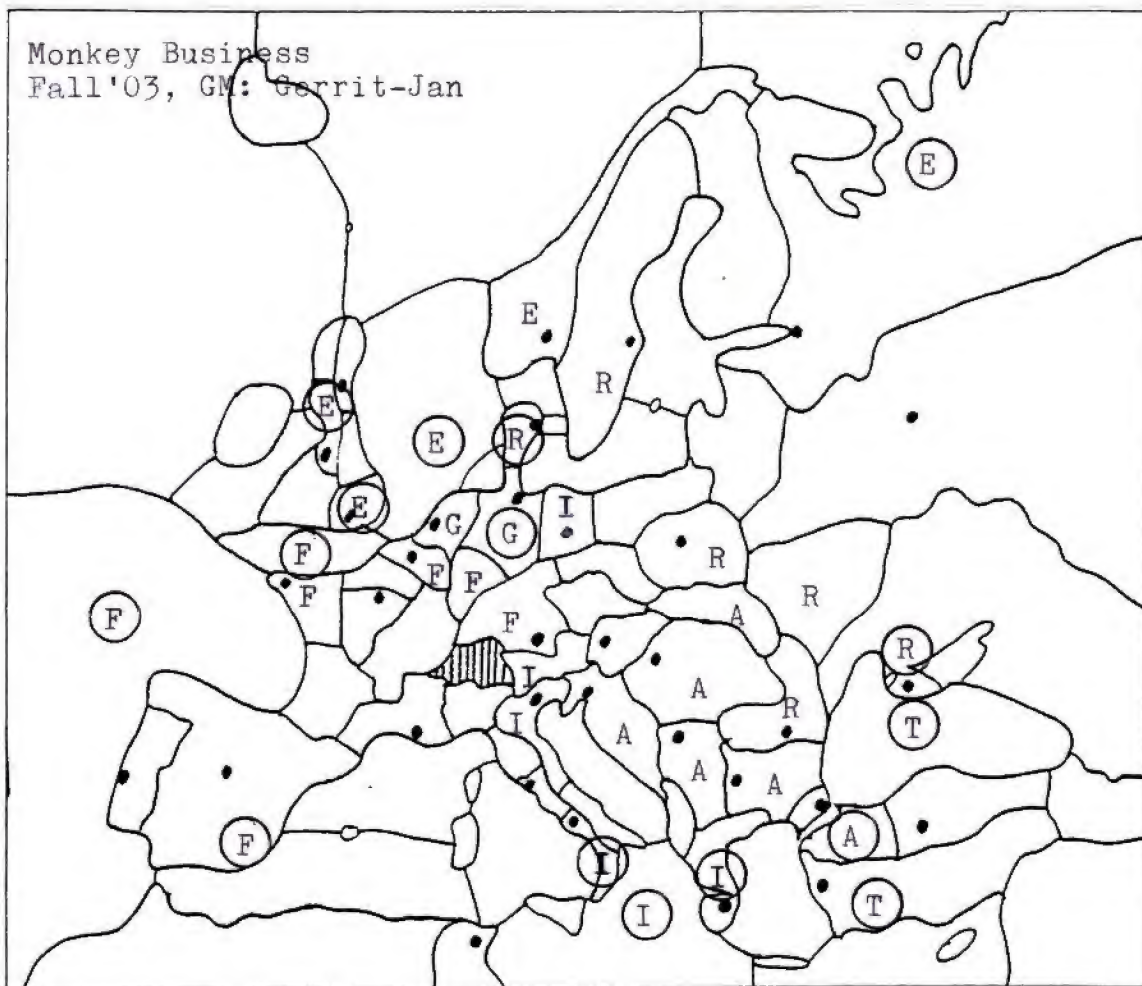 Monkey Business
Fall'03, GM: Gerrit-Jan
E
E
R
E
E R
E I
G G
F R
F F
F R
F F A
R
I
A R
I A T
A A
F A
I I
I T